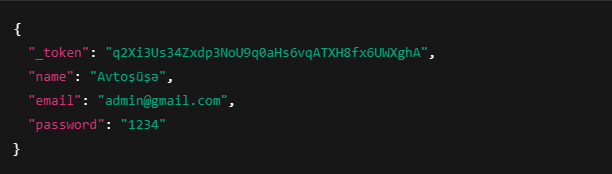 {
"_token": "q2Xi3Us34Zxdp3NoU9q0aHs6vqATXH8fx6UWXghA",
"name": "Avtoşüşə",
"email": "admin@gmail.com",
"password": "1234"
}